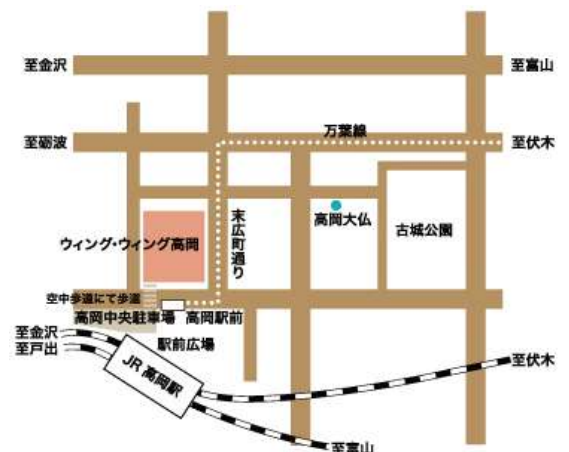 至金沢
至富山
至砺波
万葉線
至伏木
末広町通り
高岡大仏
古城公園
ウィング・ウィング高岡
空中歩道にて歩道
高岡中央駐車場
高岡駅前
駅前広場
至金沢
至戸出
JR 高岡駅
至伏木
至富山